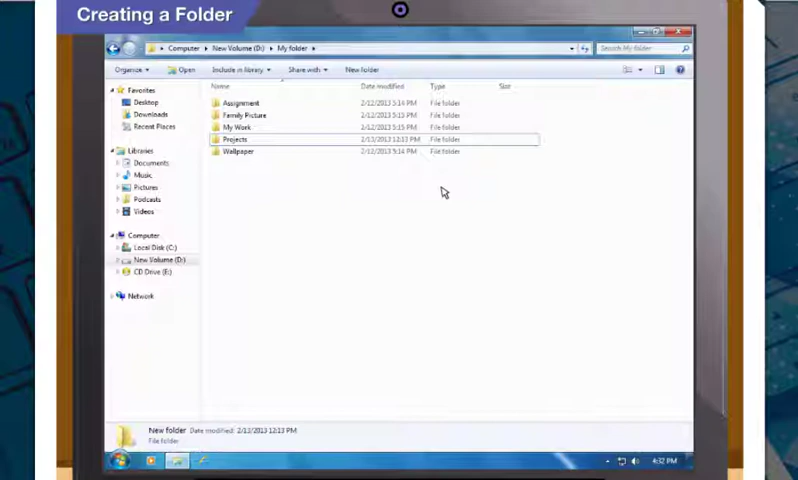 Creating a Folder
Computer New Volume (D:) My folder Search My folder
Organize Open Include in library Share with New folder
Name Date modified Type Size
Favorites
Desktop
Downloads
Recent Places
Libraries
Documents
Music
Pictures
Podcasts
Videos
Computer
Local Disk (C:)
New Volume (D:)
CD Drive (E:)
Network
Assignment 2/12/2013 5:14 PM File folder
Family Picture 2/12/2013 5:15 PM File folder
My Work 2/12/2013 5:15 PM File folder
Projects 2/13/2013 12:13 PM File folder
Wallpaper 2/12/2013 5:14 PM File folder
New folder Date modified: 2/13/2013 12:13 PM
File folder
4:32 PM